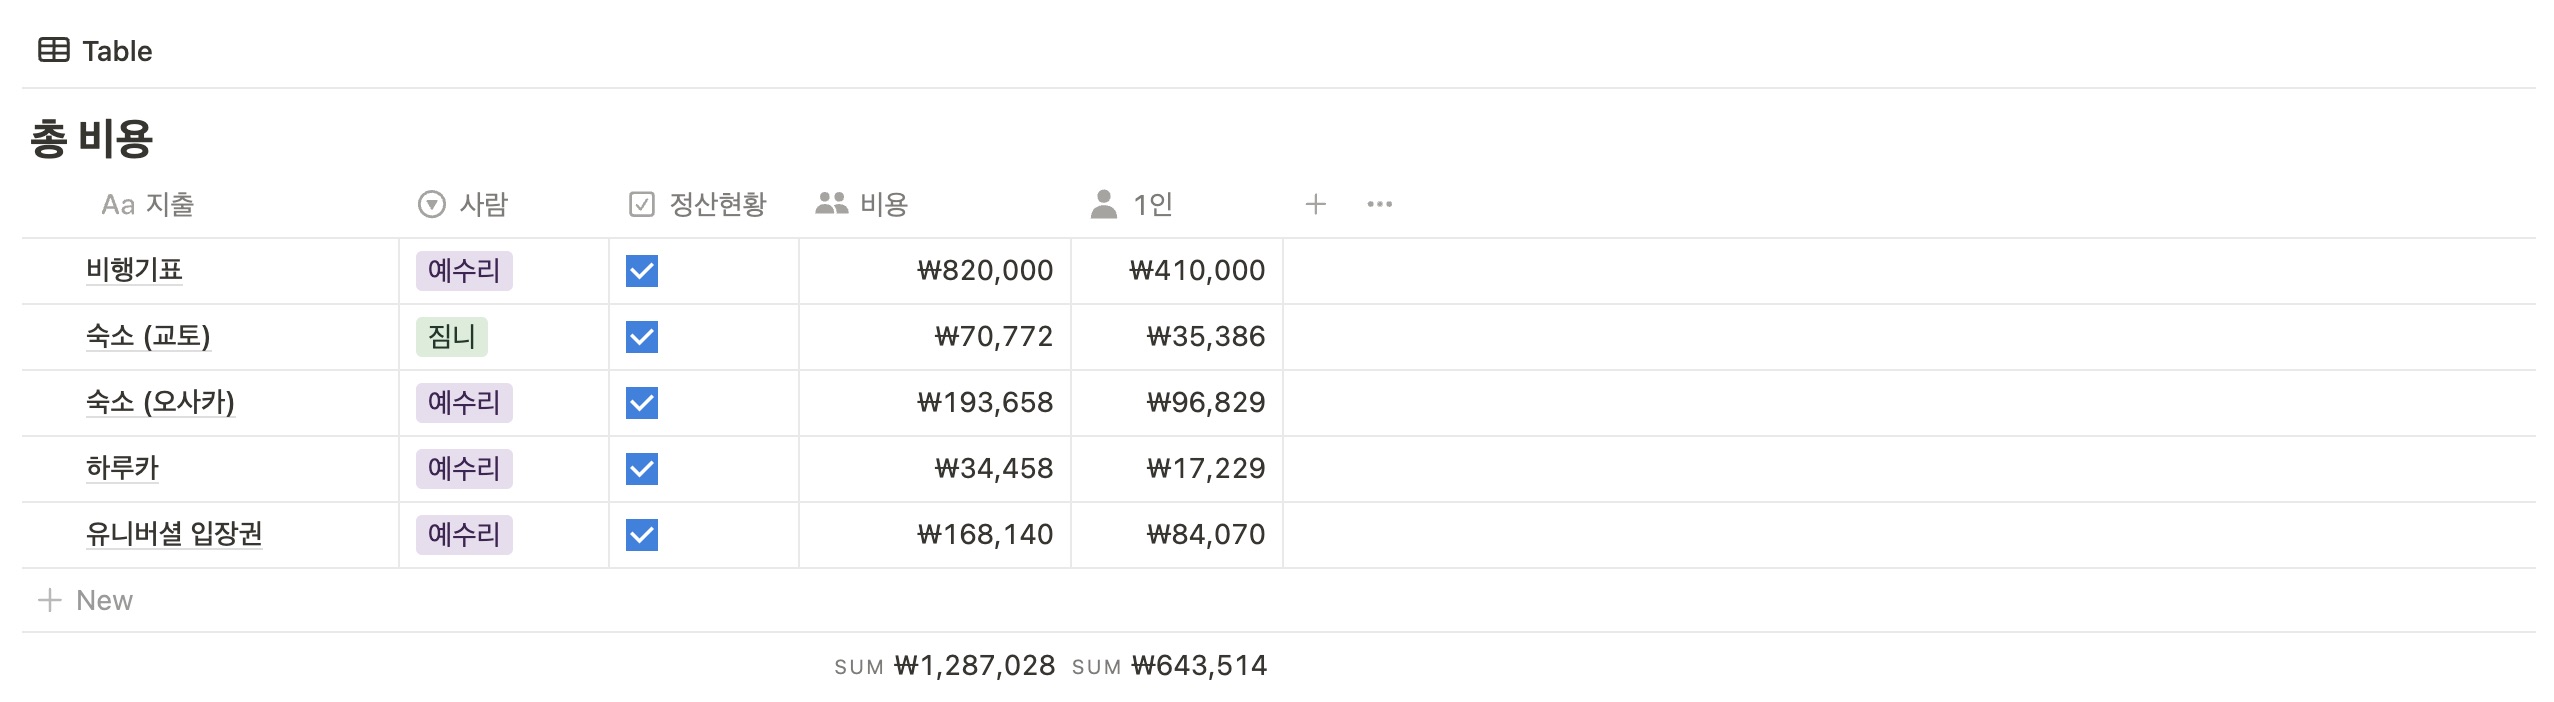 Table
총 비용
Aa 지출 사람 정산현황 비용 1인
비행기표 예수리 ₩820,000 ₩410,000
숙소 (교토) 짐니 ₩70,772 ₩35,386
숙소 (오사카) 예수리 ₩193,658 ₩96,829
하루카 예수리 ₩34,458 ₩17,229
유니버셜 입장권 예수리 ₩168,140 ₩84,070
New
SUM ₩1,287,028 SUM ₩643,514